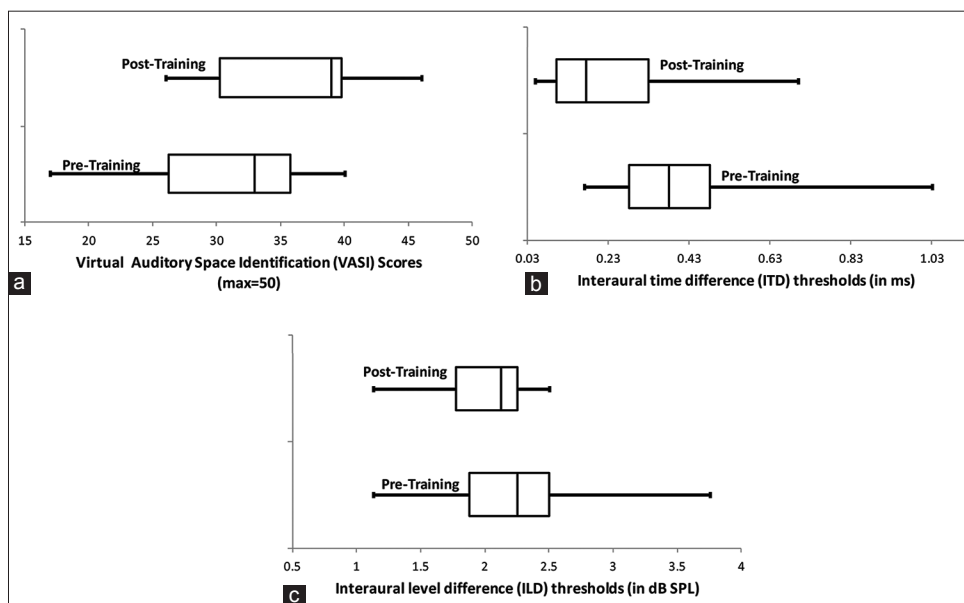 Post-Training
Pre-Training
15 20 25 30 35 40 45 50
Virtual Auditory Space Identification (VASI) Scores
(max=50)
a
Post-Training
Pre-Training
0.03 0.23 0.43 0.63 0.83 1.03
Interaural time difference (ITD) thresholds (in ms)
b
Post-Training
Pre-Training
0.5 1 1.5 2 2.5 3 3.5 4
Interaural level difference (ILD) thresholds (in dB SPL)
c